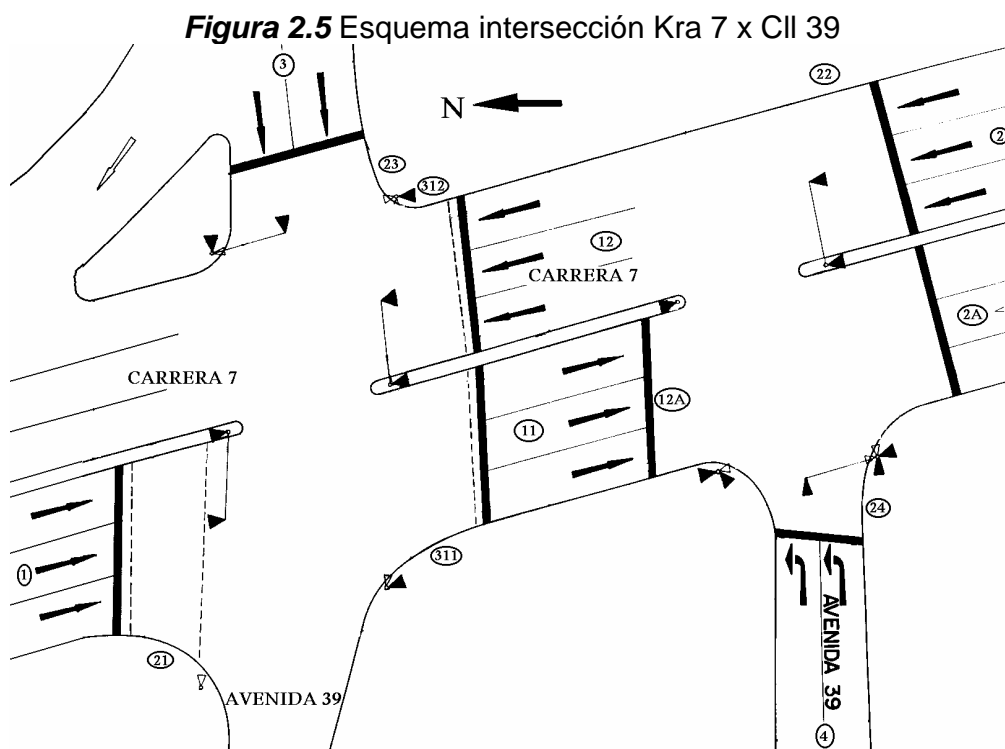 Figura 2.5 Esquema intersección Kra 7 x Cll 39
3
22
N
2
23
312
12
CARRERA 7
2A
CARRERA 7
12A
11
24
1
311
21
AVENIDA 39
AVENIDA 39
4